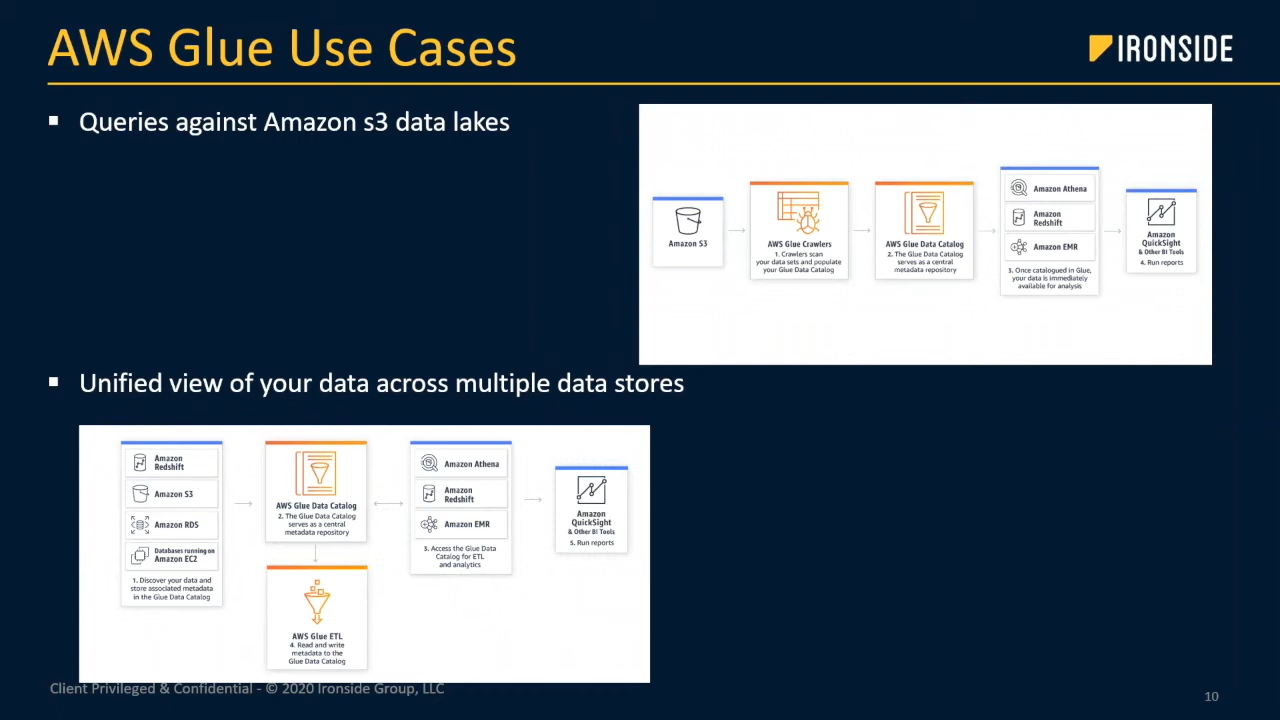 AWS Glue Use Cases
IRONSIDE
Queries against Amazon s3 data lakes
Amazon S3
AWS Glue Crawlers
1. Crawlers scan
your data sets and populate
your Glue Data Catalog
AWS Glue Data Catalog
2. The Glue Data Catalog
serves as a central
metadata repository
Amazon Athena
Amazon
Redshift
Amazon EMR
3. Once catalogued in Glue,
your data is immediately
available for analysis
Amazon
QuickSight
& Other BI Tools
4. Run reports
Unified view of your data across multiple data stores
Amazon
Redshift
Amazon S3
Amazon RDS
Databases running on
Amazon EC2
1. Discover your data and
store associated metadata
in the Glue Data Catalog
AWS Glue Data Catalog
2. The Glue Data Catalog
serves as a central
metadata repository
AWS Glue ETL
4. Read and write
metadata to the
Glue Data Catalog
Amazon Athena
Amazon
Redshift
Amazon EMR
3. Access the Glue Data
Catalog for ETL
and analytics
Amazon
QuickSight
& Other BI Tools
5. Run reports
Client Privileged & Confidential - © 2020 Ironside Group, LLC
10